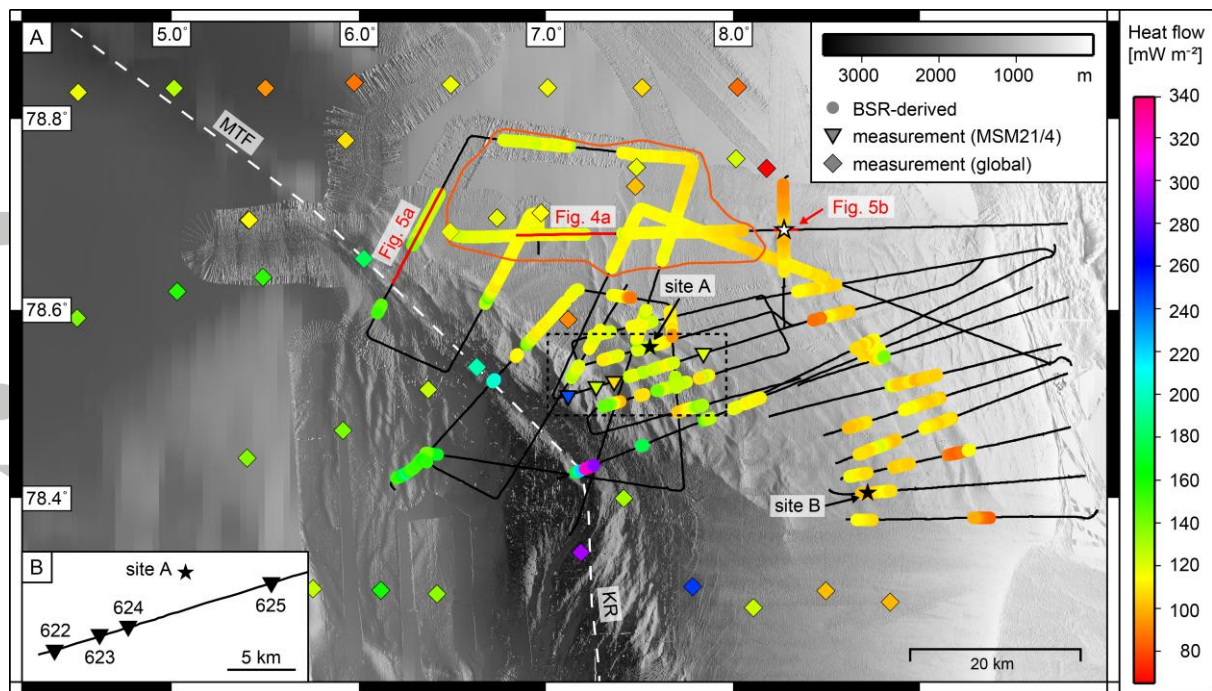 A
5.0°
6.0°
7.0°
8.0°
3000
2000
1000
m
BSR-derived
measurement (MSM21/4)
measurement (global)
Heat flow
[mW m⁻²]
340
320
300
280
260
240
220
200
180
160
140
120
100
80
60
78.8°
78.6°
78.4°
MTF
Fig. 5a
Fig. 4a
Fig. 5b
site A
site B
KR
20 km
B
site A
622
623
624
625
5 km